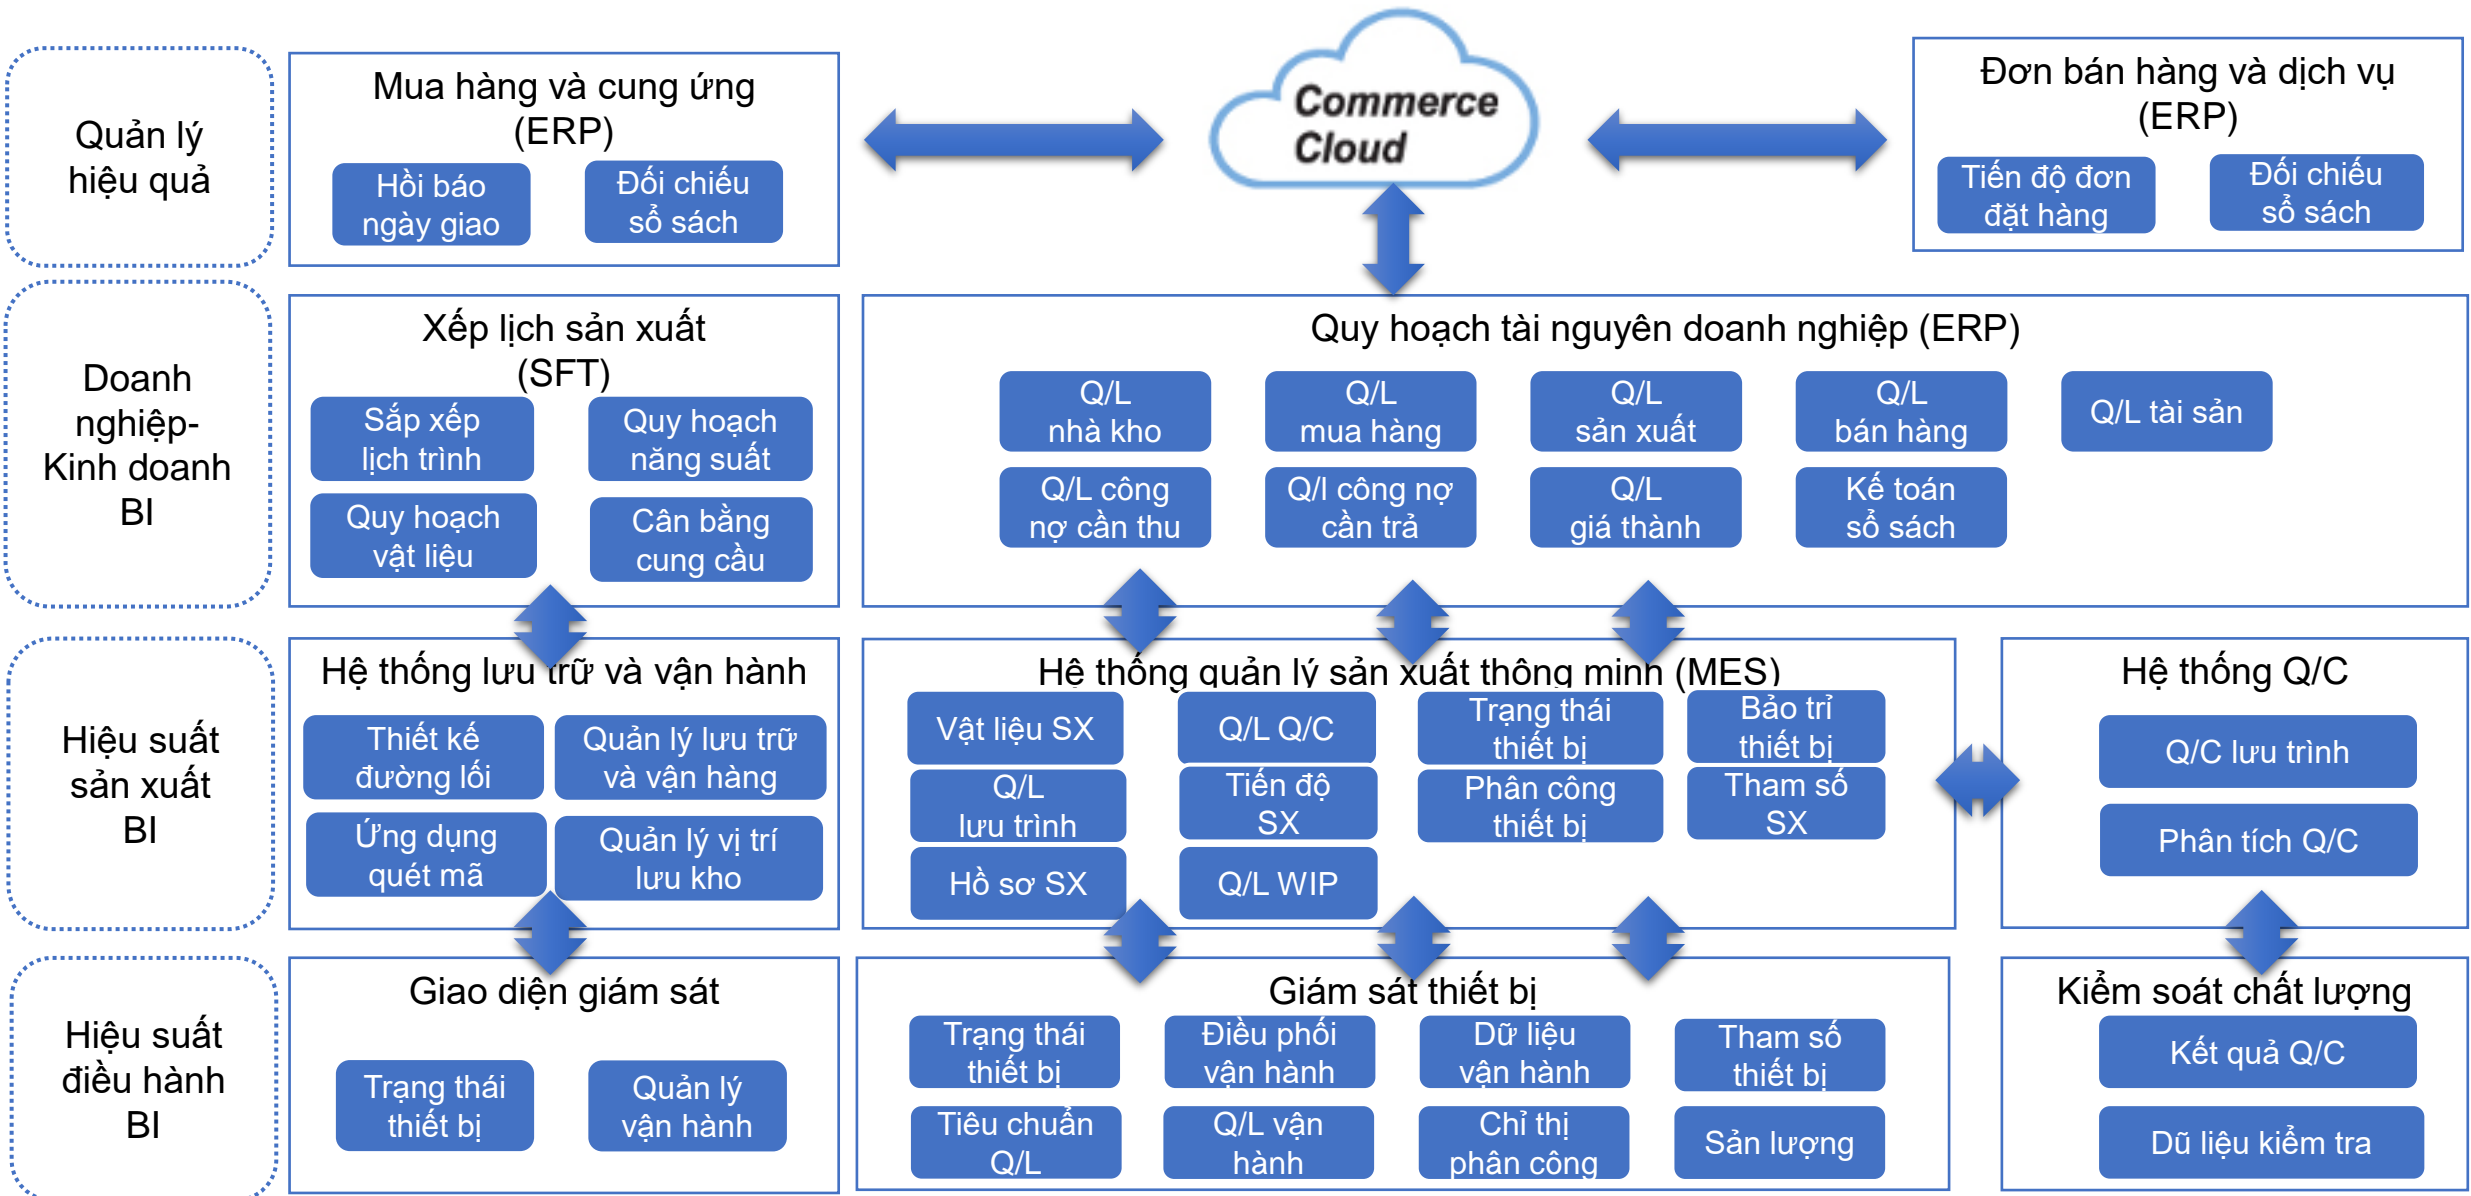 Quản lý
hiệu quả
Mua hàng và cung ứng
(ERP)
Hồi báo
ngày giao
Đối chiếu
sổ sách
Commerce
Cloud
Đơn bán hàng và dịch vụ
(ERP)
Tiến độ đơn
đặt hàng
Đối chiếu
sổ sách
Doanh
nghiệp-
Kinh doanh
BI
Xếp lịch sản xuất
(SFT)
Sắp xếp
lịch trình
Quy hoạch
năng suất
Quy hoạch
vật liệu
Cân bằng
cung cầu
Quy hoạch tài nguyên doanh nghiệp (ERP)
Q/L
nhà kho
Q/L
mua hàng
Q/L
sản xuất
Q/L
bán hàng
Q/L tài sản
Q/L công
nợ cần thu
Q/l công nợ
cần trả
Q/L
giá thành
Kế toán
sổ sách
Hiệu suất
sản xuất
BI
Hệ thống lưu trữ và vận hành
Thiết kế
đường lối
Quản lý lưu trữ
và vận hàng
Ứng dụng
quét mã
Quản lý vị trí
lưu kho
Hệ thống quản lý sản xuất thông minh (MES)
Vật liệu SX
Q/L Q/C
Trạng thái
thiết bị
Bảo trỉ
thiết bị
Q/L
lưu trình
Tiến độ
SX
Phân công
thiết bị
Tham số
SX
Hồ sơ SX
Q/L WIP
Hệ thống Q/C
Q/C lưu trình
Phân tích Q/C
Hiệu suất
điều hành
BI
Giao diện giám sát
Trạng thái
thiết bị
Quản lý
vận hành
Giám sát thiết bị
Trạng thái
thiết bị
Điều phối
vận hành
Dữ liệu
vận hành
Tham số
thiết bị
Tiêu chuẩn
Q/L
Q/L vận
hành
Chỉ thị
phân công
Sản lượng
Kiểm soát chất lượng
Kết quả Q/C
Dũ liệu kiểm tra